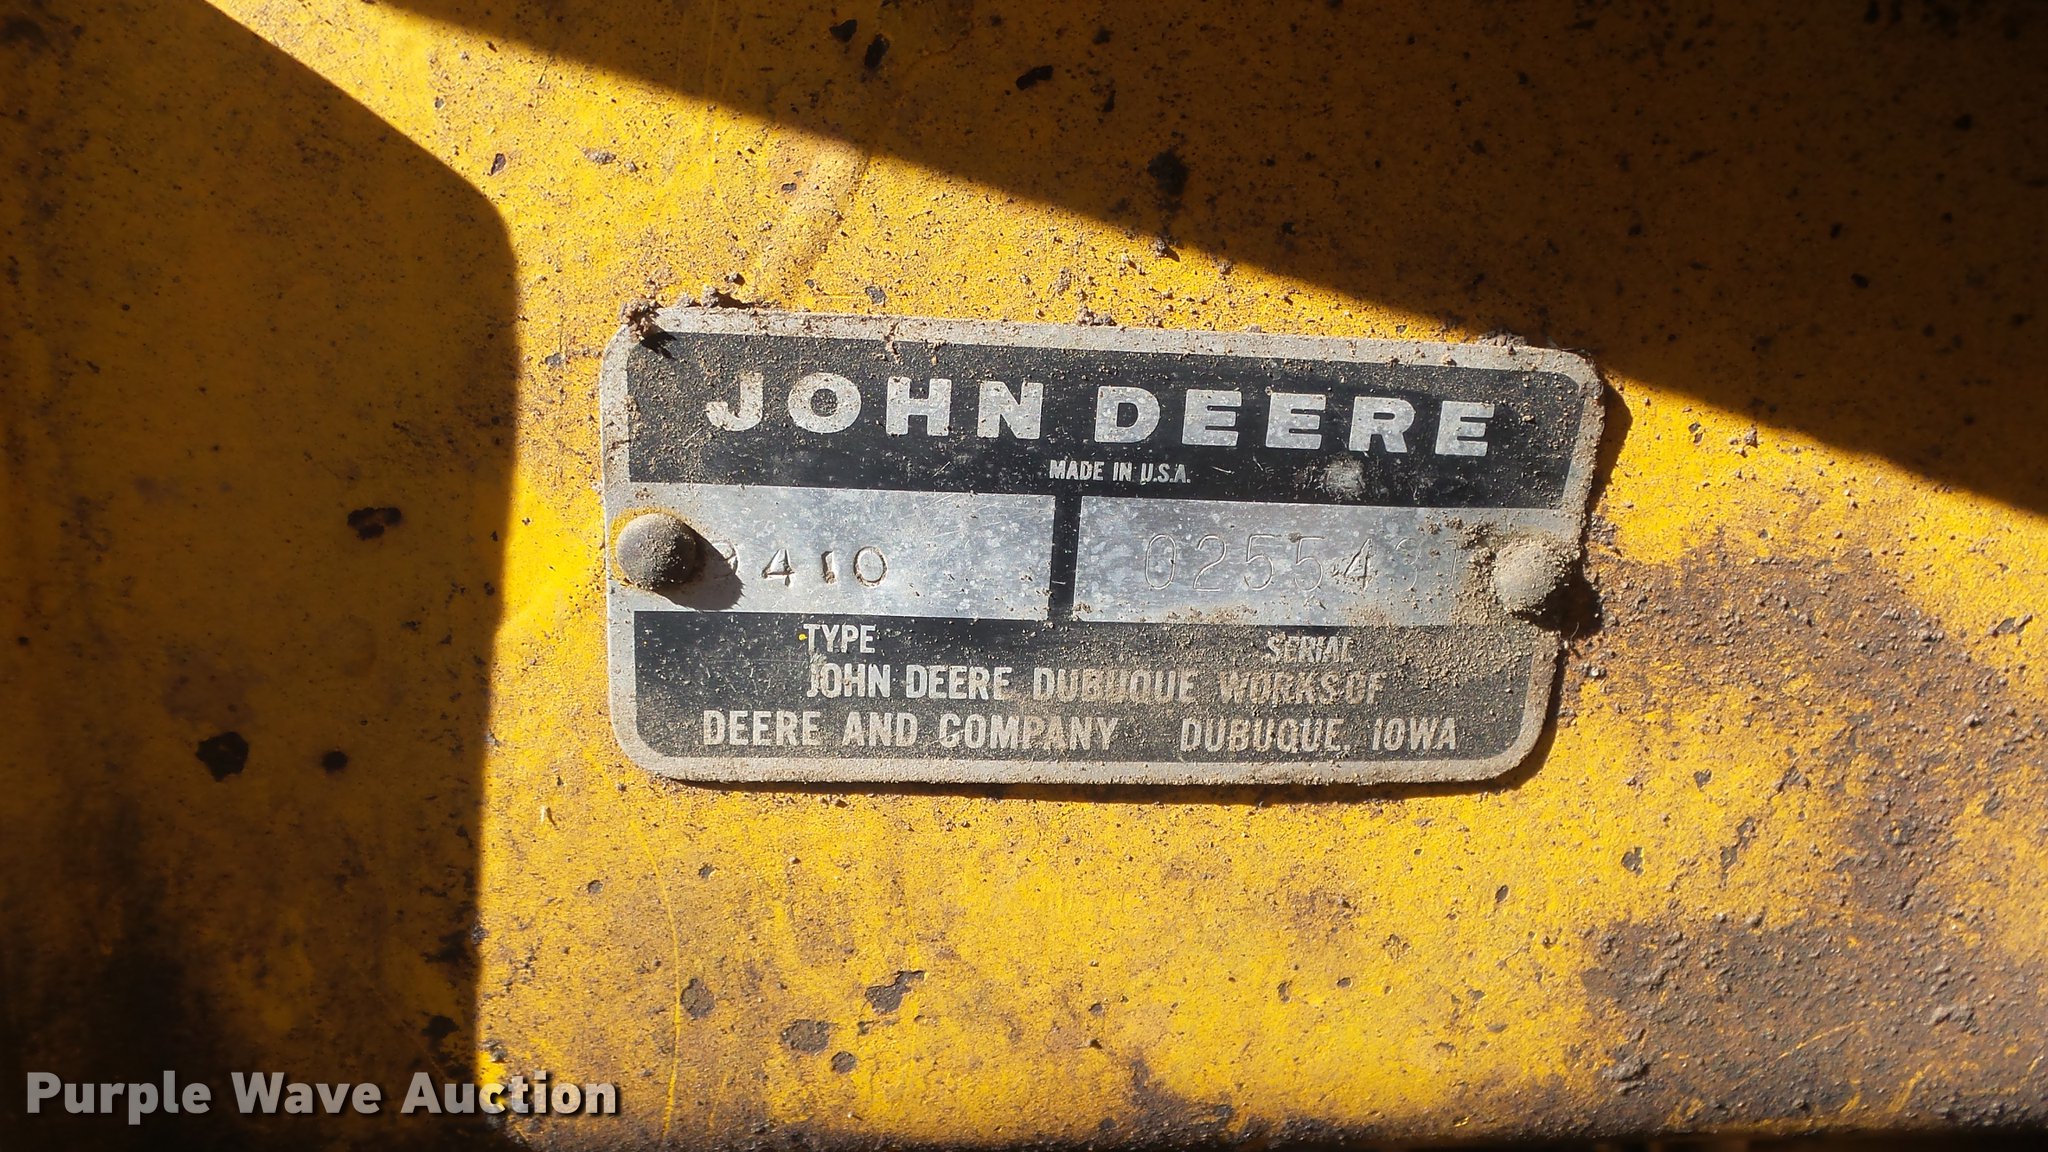 JOHN DEERE
MADE IN U.S.A.
TYPE SERIAL
JOHN DEERE DUBUQUE WORKS OF
DEERE AND COMPANY DUBUQUE, IOWA
Purple Wave Auction